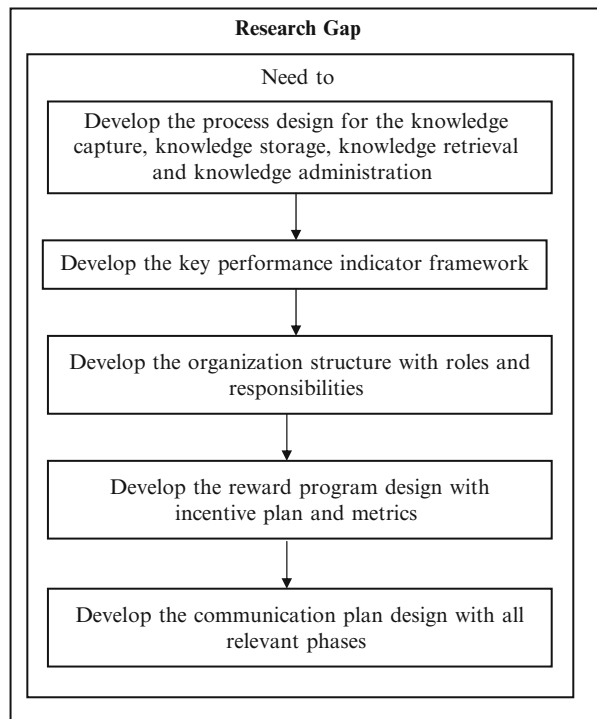 Research Gap
Need to
Develop the process design for the knowledge
capture, knowledge storage, knowledge retrieval
and knowledge administration
Develop the key performance indicator framework
Develop the organization structure with roles and
responsibilities
Develop the reward program design with
incentive plan and metrics
Develop the communication plan design with all
relevant phases